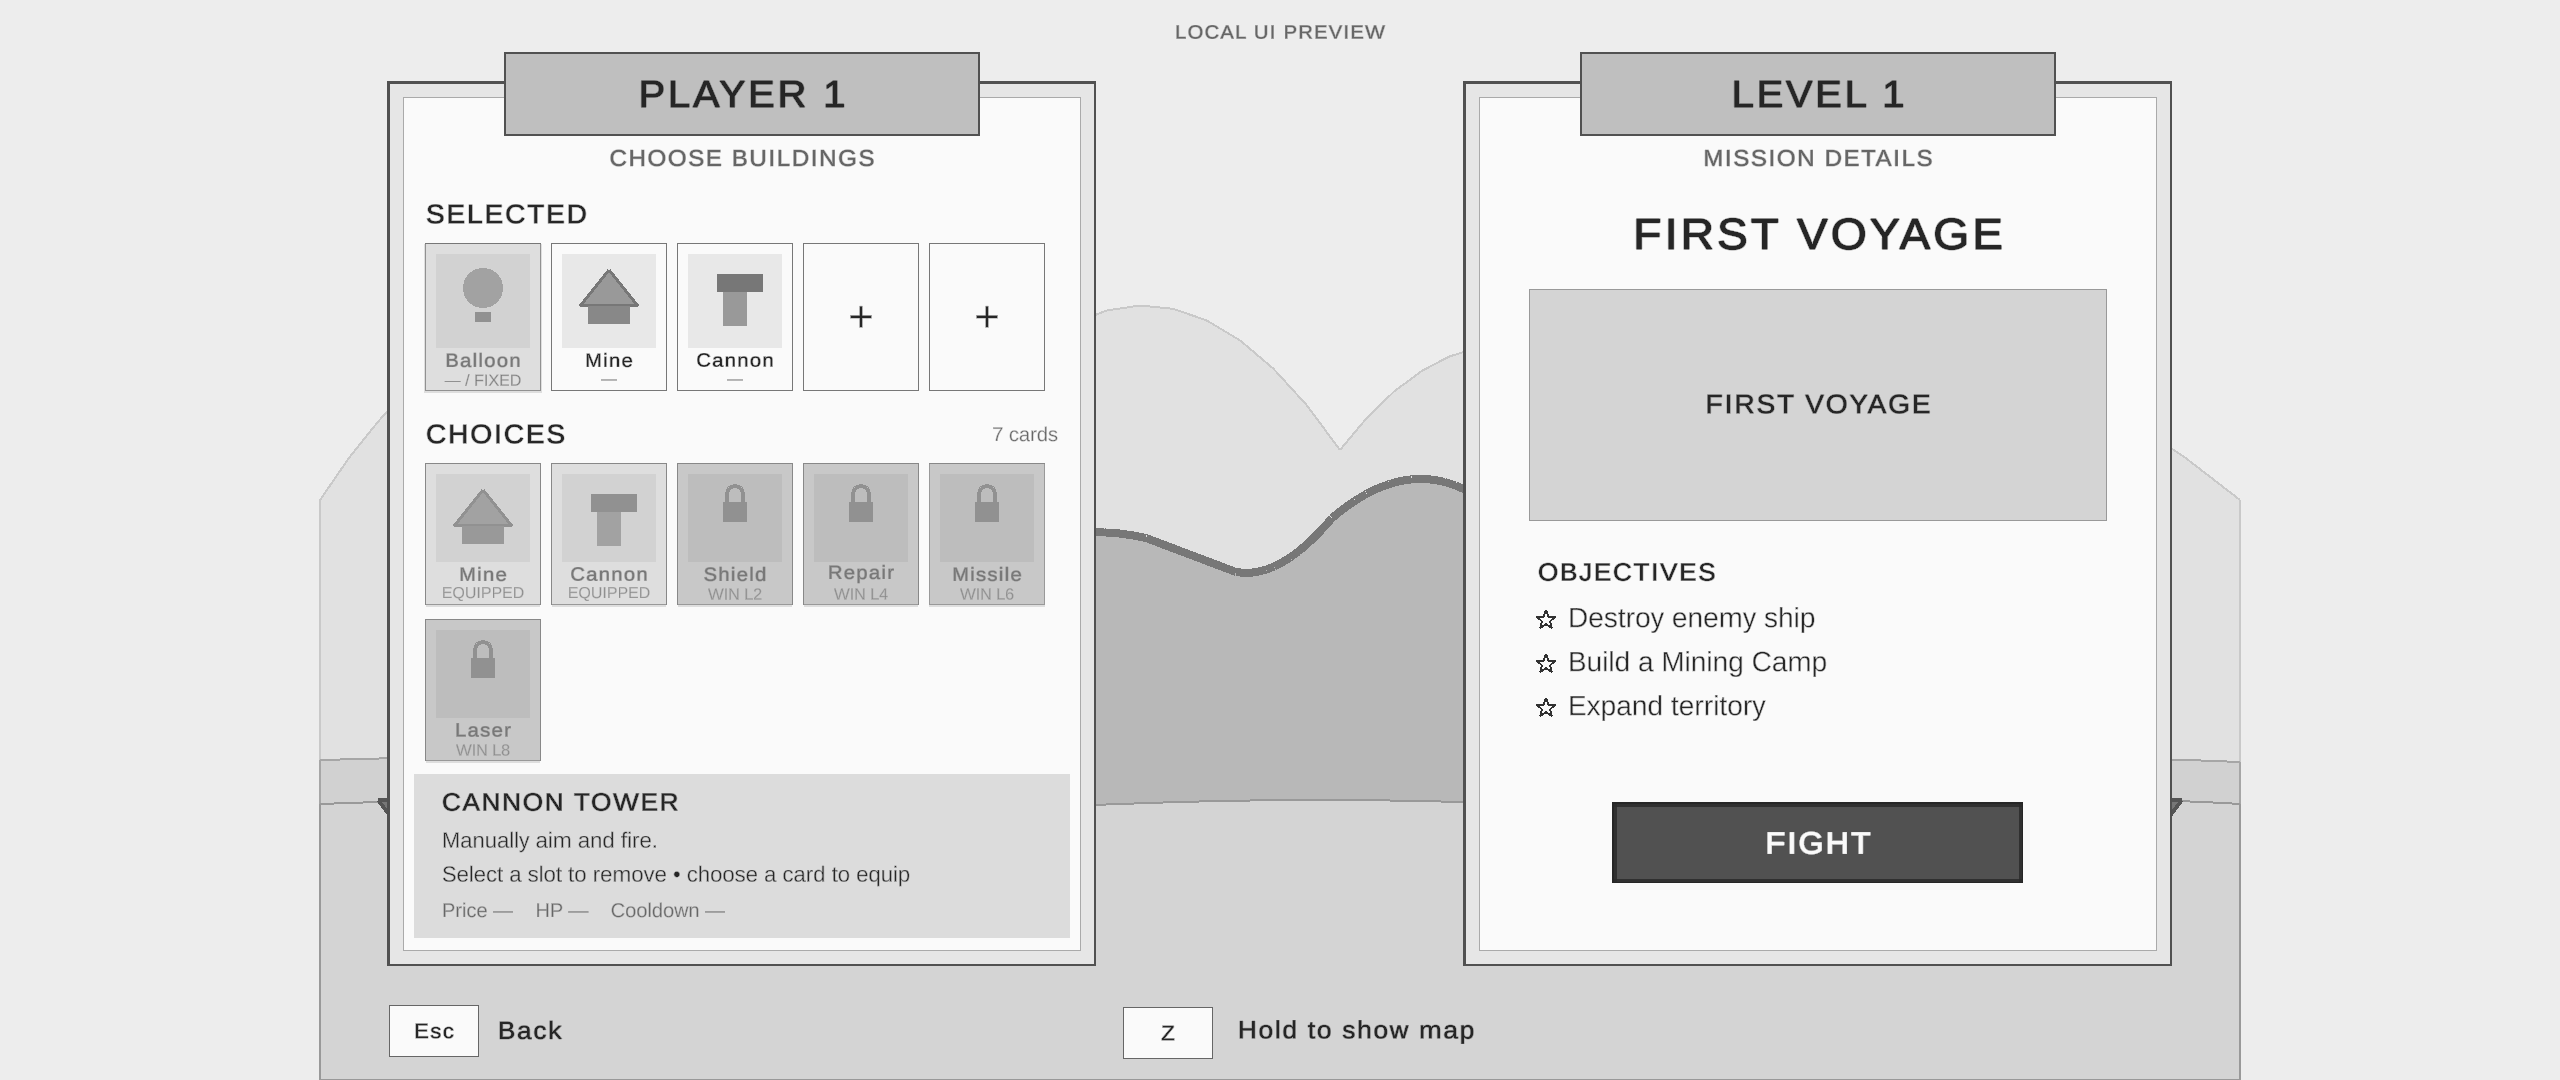 LOCAL UI PREVIEW
PLAYER 1
CHOOSE BUILDINGS
SELECTED
Balloon
— / FIXED
Mine
—
Cannon
—
+
+
CHOICES
7 cards
Mine
EQUIPPED
Cannon
EQUIPPED
Shield
WIN L2
Repair
WIN L4
Missile
WIN L6
Laser
WIN L8
CANNON TOWER
Manually aim and fire.
Select a slot to remove • choose a card to equip
Price — HP — Cooldown —
LEVEL 1
MISSION DETAILS
FIRST VOYAGE
FIRST VOYAGE
OBJECTIVES
☆ Destroy enemy ship
☆ Build a Mining Camp
☆ Expand territory
FIGHT
Esc Back
Z Hold to show map